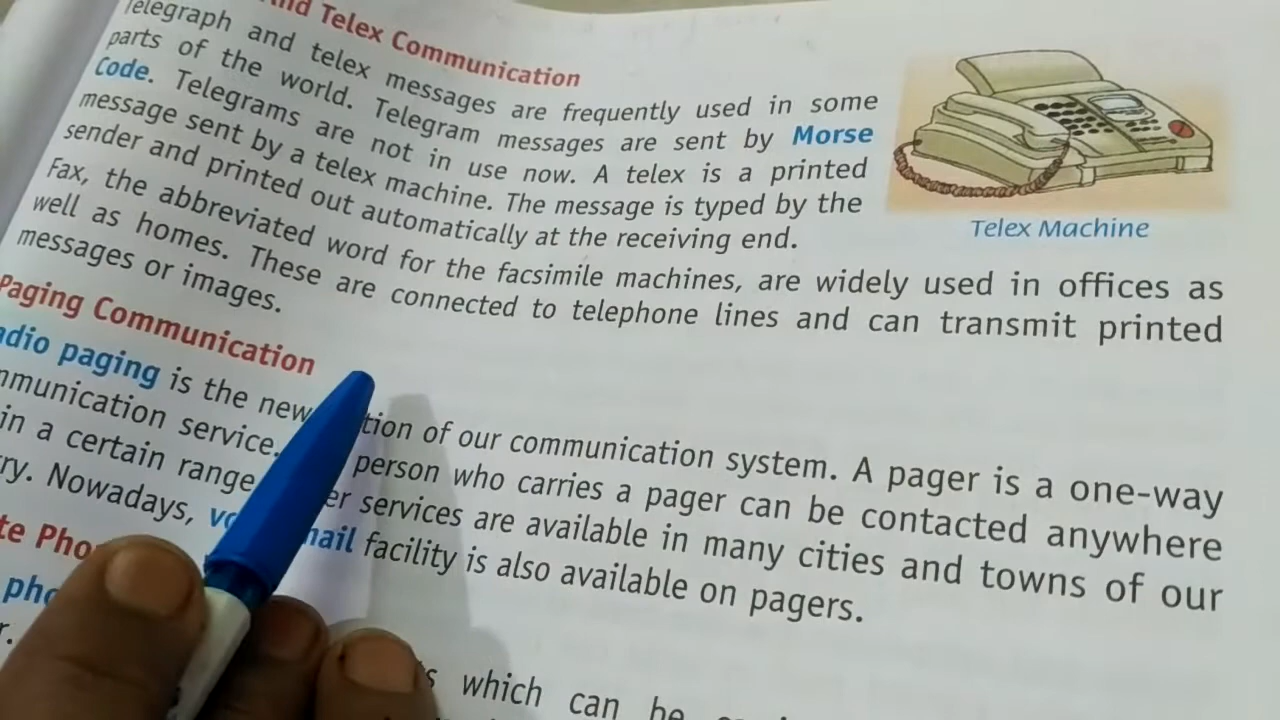 And Telex Communication
Telegraph and telex messages are frequently used in some
parts of the world. Telegram messages are sent by Morse
Code. Telegrams are not in use now. A telex is a printed
message sent by a telex machine. The message is typed by the
sender and printed out automatically at the receiving end.
Telex Machine
Fax, the abbreviated word for the facsimile machines, are widely used in offices as
well as homes. These are connected to telephone lines and can transmit printed
messages or images.
Paging Communication
adio paging is the new tion of our communication system. A pager is a one-way
mmunication service. person who carries a pager can be contacted anywhere
in a certain range er services are available in many cities and towns of our
ry. Nowadays, vo mail facility is also available on pagers.
te Pho
pho
r.
s which can be